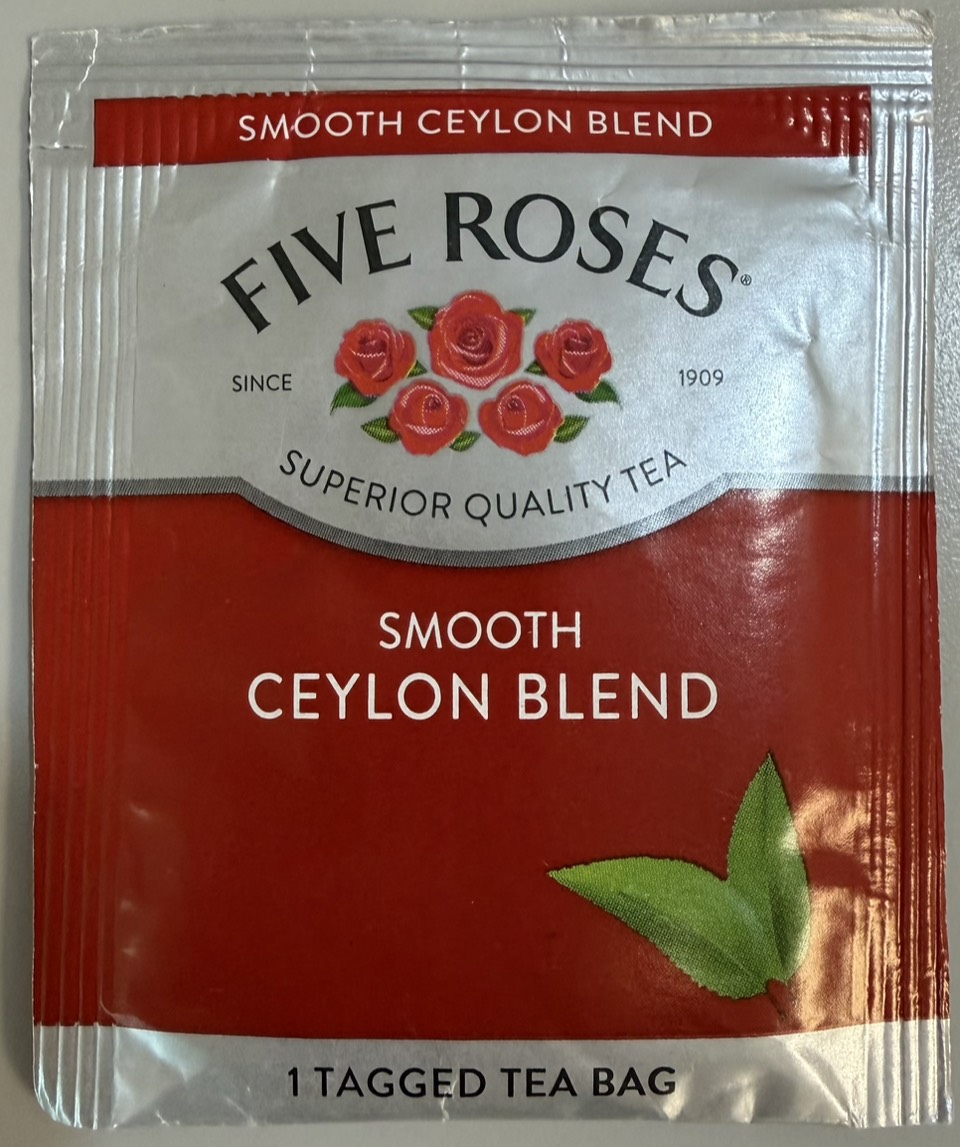 SMOOTH CEYLON BLEND
FIVE ROSES®
SINCE 1909
SUPERIOR QUALITY TEA
SMOOTH
CEYLON BLEND
1 TAGGED TEA BAG